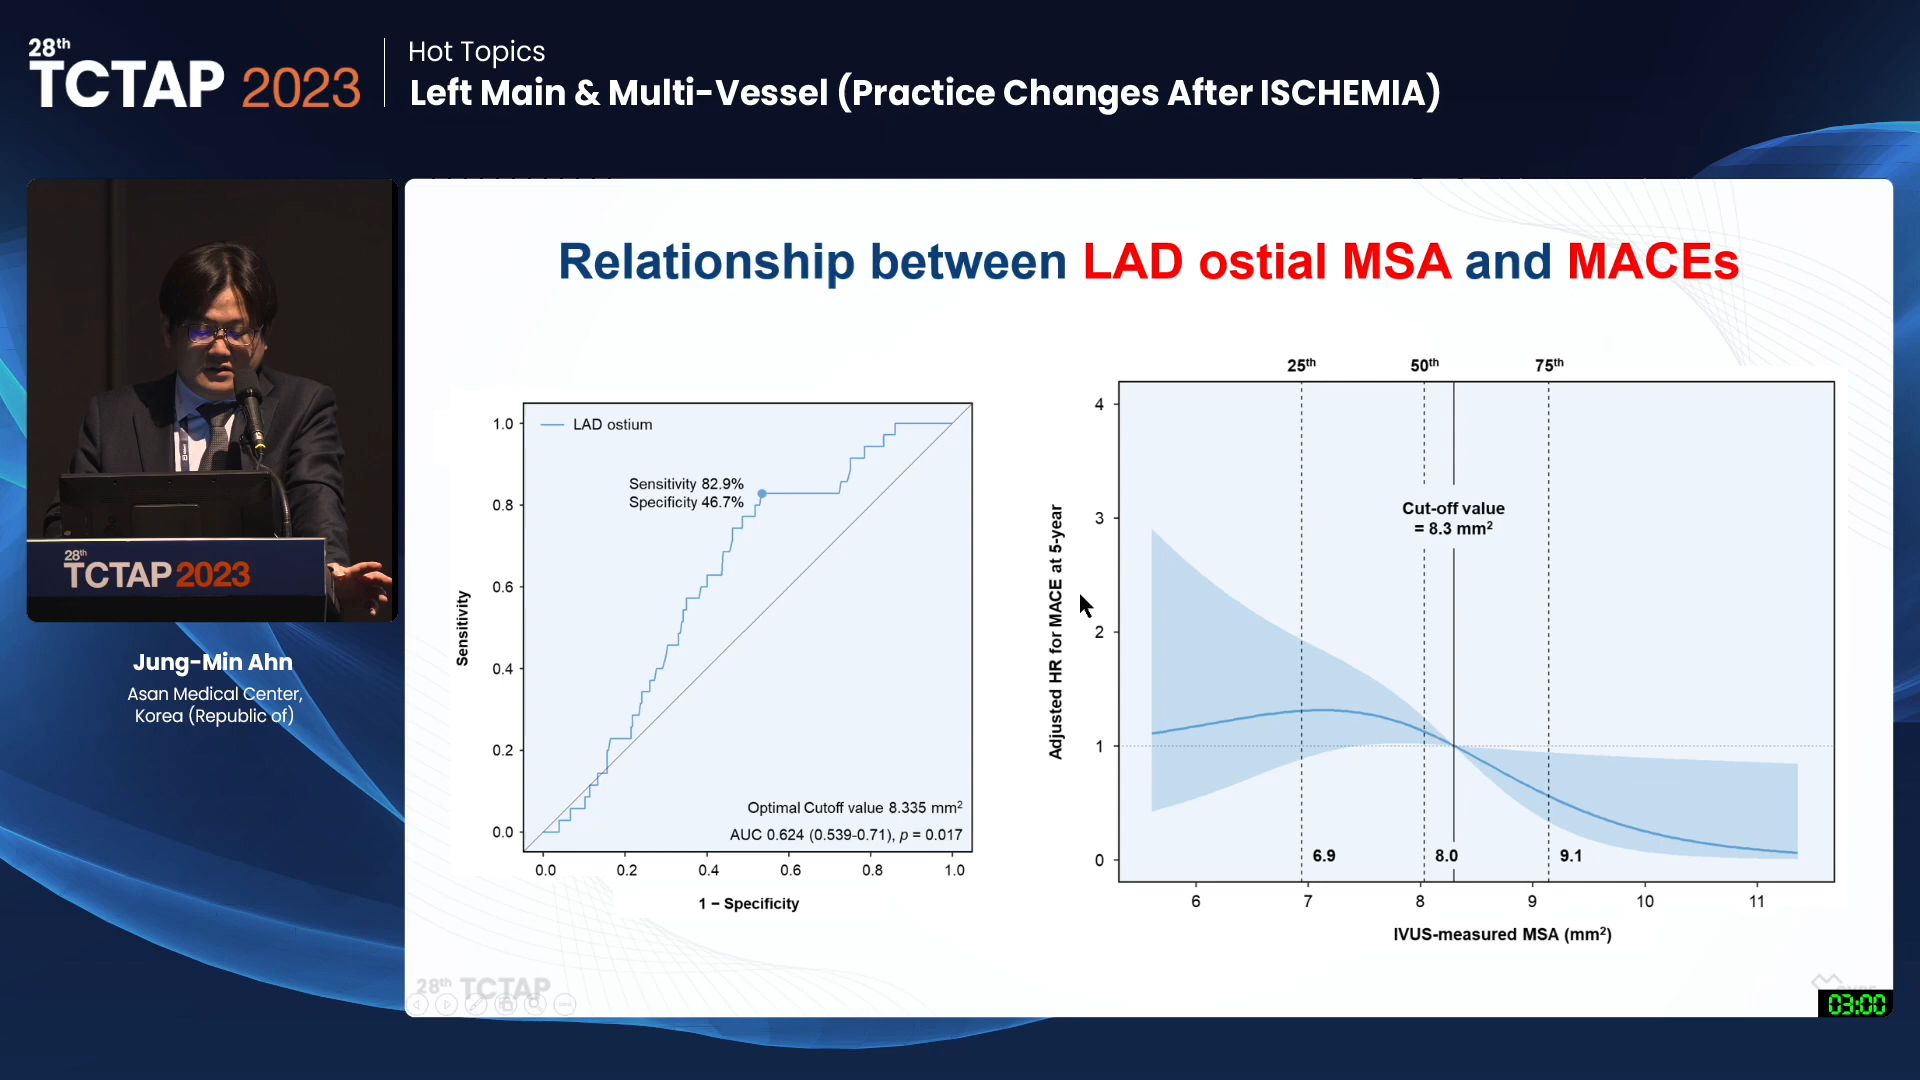 28th
TCTAP 2023
Hot Topics
Left Main & Multi-Vessel (Practice Changes After ISCHEMIA)
28th
TCTAP 2023
Jung-Min Ahn
Asan Medical Center,
Korea (Republic of)
Relationship between LAD ostial MSA and MACEs
LAD ostium
Sensitivity 82.9%
Specificity 46.7%
Optimal Cutoff value 8.335 mm²
AUC 0.624 (0.539-0.71), p = 0.017
Sensitivity
1.0
0.8
0.6
0.4
0.2
0.0
0.0 0.2 0.4 0.6 0.8 1.0
1 − Specificity
25th 50th 75th
Cut-off value
= 8.3 mm²
Adjusted HR for MACE at 5-year
4
3
2
1
0
6.9 8.0 9.1
6 7 8 9 10 11
IVUS-measured MSA (mm²)
28th TCTAP
03:00